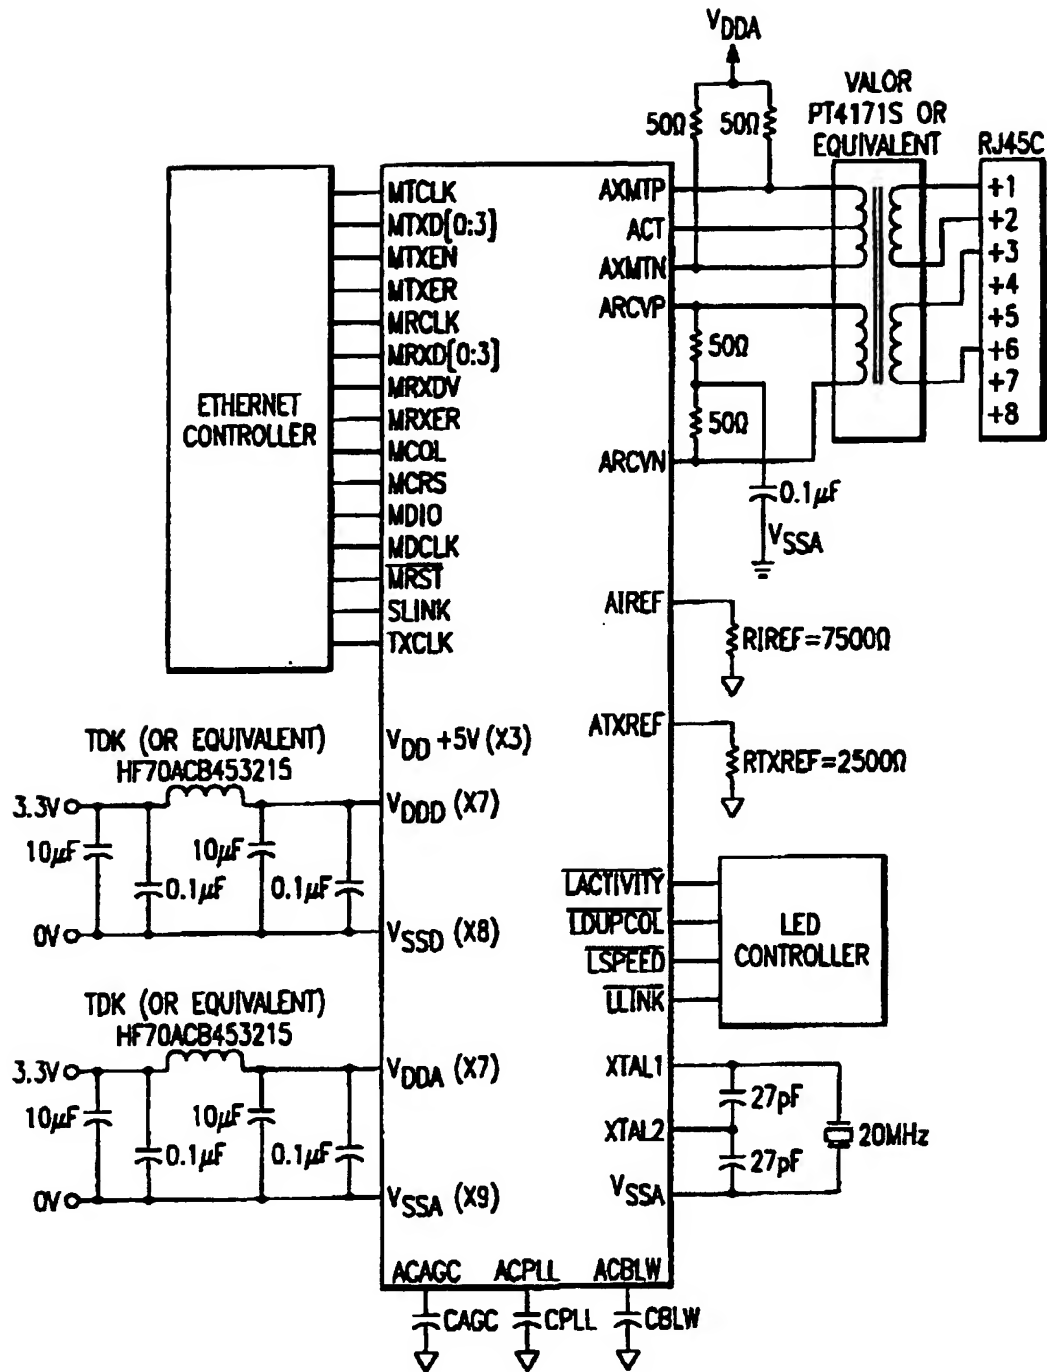 VDDA
50Ω
50Ω
VALOR
PT4171S OR
EQUIVALENT
RJ45C
ETHERNET
CONTROLLER
MTCLK
MTXD[0:3]
MTXEN
MTXER
MRCLK
MRXD[0:3]
MRXDV
MRXER
MCOL
MCRS
MDIO
MDCLK
MRST
SLINK
TXCLK
AXMTP
ACT
AXMTN
ARCVP
50Ω
50Ω
ARCVN
0.1μF
VSSA
+1
+2
+3
+4
+5
+6
+7
+8
AIREF
RIREF=7500Ω
ATXREF
RTXREF=2500Ω
VDD +5V (X3)
TDK (OR EQUIVALENT)
HF70ACB453215
3.3V
10μF
0.1μF
10μF
0.1μF
0V
VDDD (X7)
VSSD (X8)
LACTIVITY
LDUPCOL
LSPEED
LLINK
LED
CONTROLLER
TDK (OR EQUIVALENT)
HF70ACB453215
3.3V
10μF
0.1μF
10μF
0.1μF
0V
VDDA (X7)
VSSA (X9)
XTAL1
27pF
XTAL2
27pF
VSSA
20MHz
ACAGC
ACPLL
ACBLW
CAGC
CPLL
CBLW